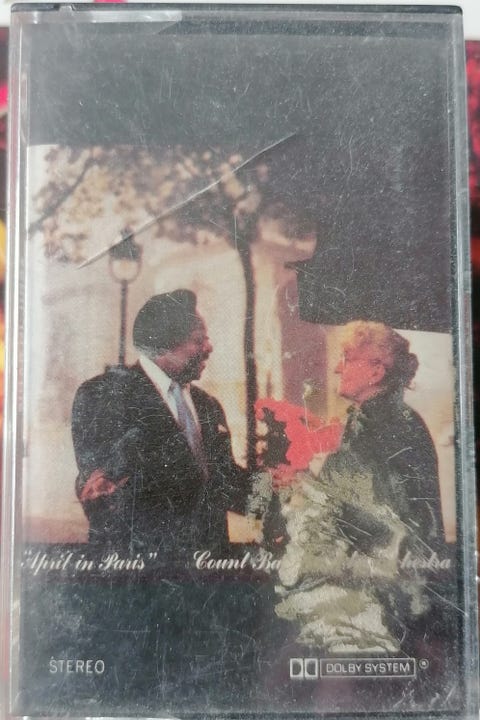 "April in Paris" Count Ba
STEREO
DOLBY SYSTEM ®